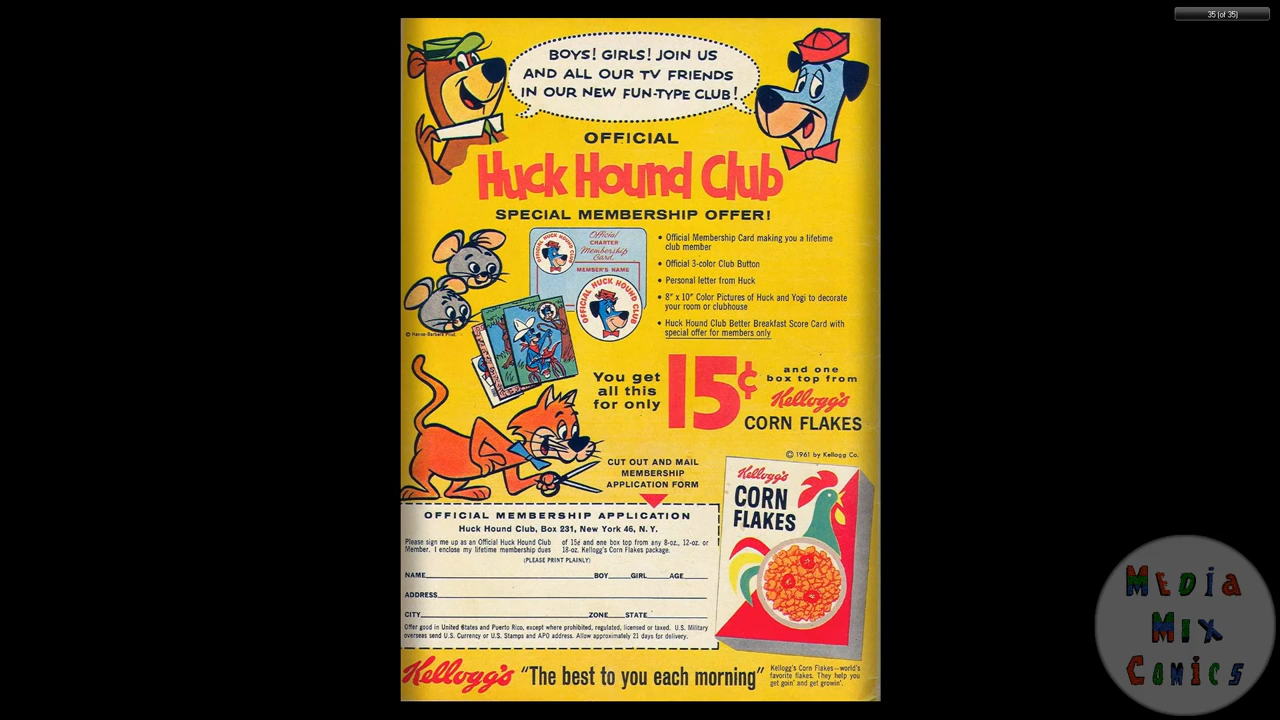 35 (of 35)
BOYS! GIRLS! JOIN US
AND ALL OUR TV FRIENDS
IN OUR NEW FUN-TYPE CLUB!
OFFICIAL
Huck Hound Club
SPECIAL MEMBERSHIP OFFER!
OFFICIAL HUCK HOUND CLUB
Official
CHARTER
Membership
Card
MEMBER'S NAME
OFFICIAL HUCK HOUND CLUB
• Official Membership Card making you a lifetime
club member
• Official 3-color Club Button
• Personal letter from Huck
• 8" x 10" Color Pictures of Huck and Yogi to decorate
your room or clubhouse
• Huck Hound Club Better Breakfast Score Card with
special offer for members only
© Hanna-Barbera Prod.
You get
all this
for only
15¢
and one
box top from
Kellogg's
CORN FLAKES
© 1961 by Kellogg Co.
CUT OUT AND MAIL
MEMBERSHIP
APPLICATION FORM
Kellogg's
CORN
FLAKES
OFFICIAL MEMBERSHIP APPLICATION
Huck Hound Club, Box 231, New York 46, N. Y.
Please sign me up as an Official Huck Hound Club
Member. I enclose my lifetime membership dues
of 15¢ and one box top from any 8-oz., 12-oz. or
18-oz. Kellogg's Corn Flakes package.
(PLEASE PRINT PLAINLY)
NAME BOY GIRL AGE
ADDRESS
CITY ZONE STATE
Offer good in United States and Puerto Rico, except where prohibited, regulated, licensed or taxed. U.S. Military
overseas send U.S. Currency or U.S. Stamps and APO address. Allow approximately 21 days for delivery.
Kellogg's "The best to you each morning"
Kellogg's Corn Flakes—world's
favorite flakes. They help you
get goin' and get growin'.
MEDIA
MIX
COMICS